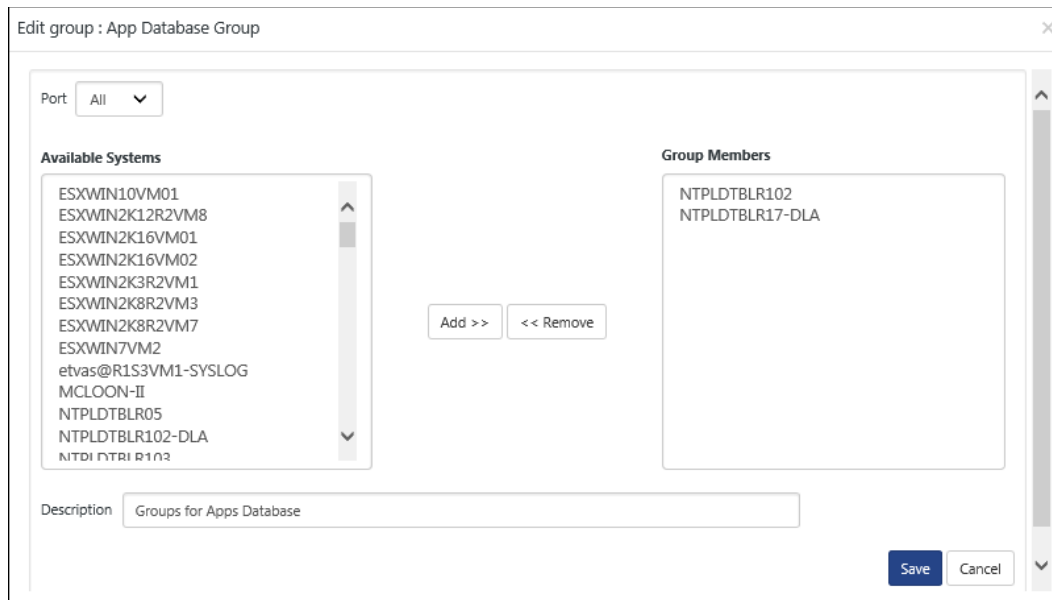 Edit group : App Database Group
×
Port
All
Available Systems
Group Members
ESXWIN10VM01
ESXWIN2K12R2VM8
ESXWIN2K16VM01
ESXWIN2K16VM02
ESXWIN2K3R2VM1
ESXWIN2K8R2VM3
ESXWIN2K8R2VM7
ESXWIN7VM2
etvas@R1S3VM1-SYSLOG
MCLOON-II
NTPLDTBLR05
NTPLDTBLR102-DLA
NTPLDTBLR103
NTPLDTBLR102
NTPLDTBLR17-DLA
Add >>
<< Remove
Description
Groups for Apps Database
Save
Cancel